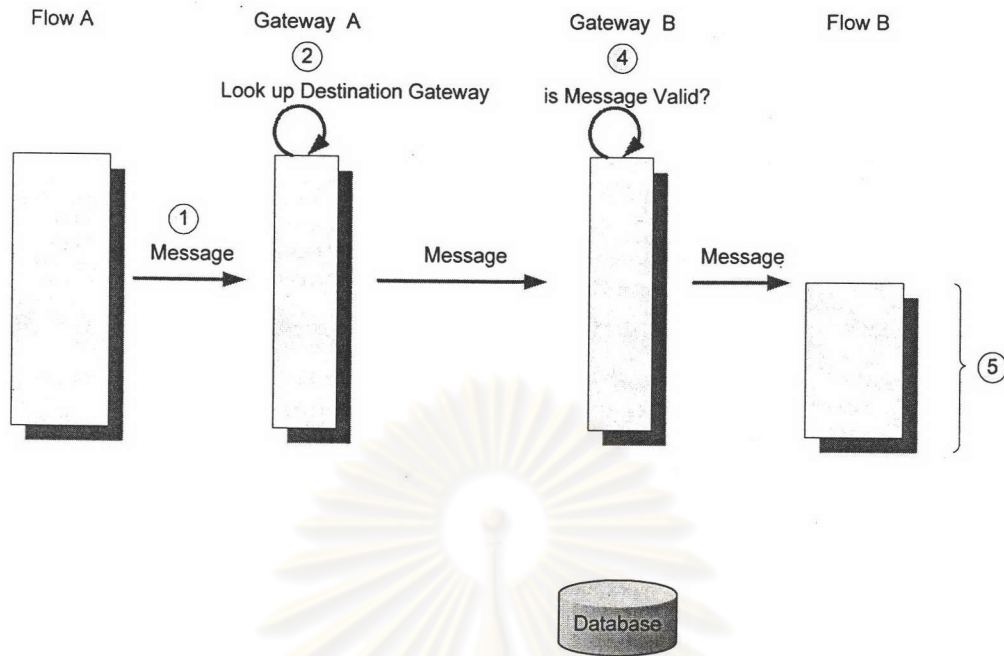 Flow A
Gateway A
Gateway B
Flow B
2
4
Look up Destination Gateway
is Message Valid?
1
Message
Message
Message
5
Database